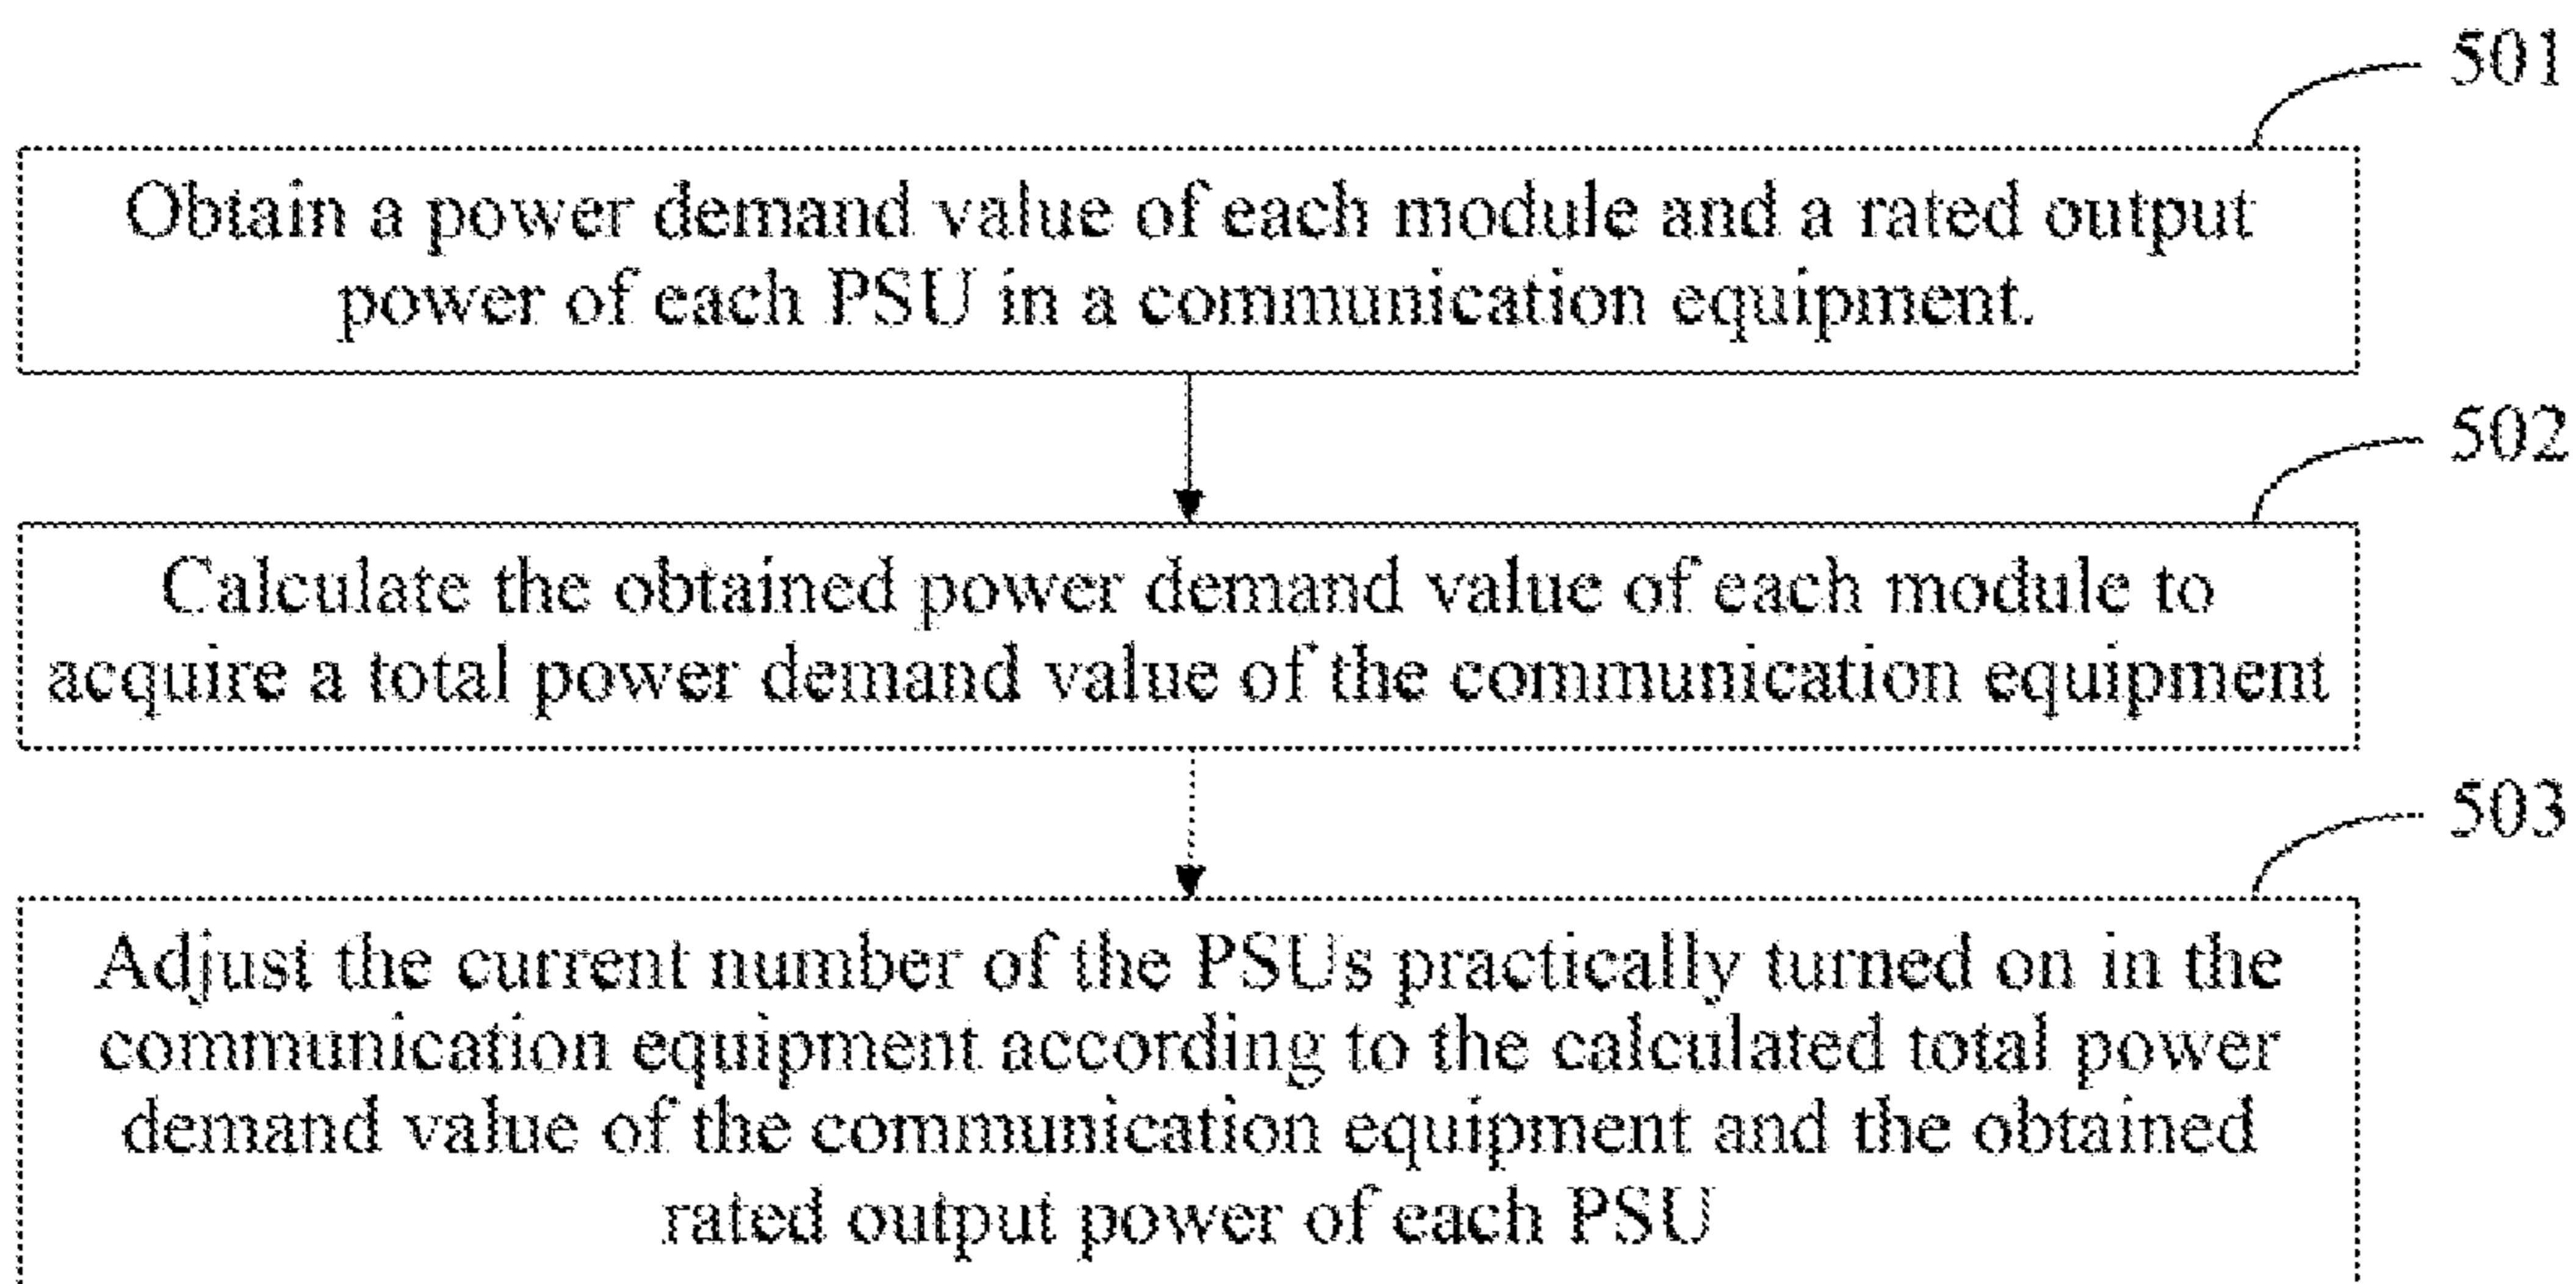 501
Obtain a power demand value of each module and a rated output
power of each PSU in a communication equipment.
502
Calculate the obtained power demand value of each module to
acquire a total power demand value of the communication equipment
503
Adjust the current number of the PSUs practically turned on in the
communication equipment according to the calculated total power
demand value of the communication equipment and the obtained
rated output power of each PSU